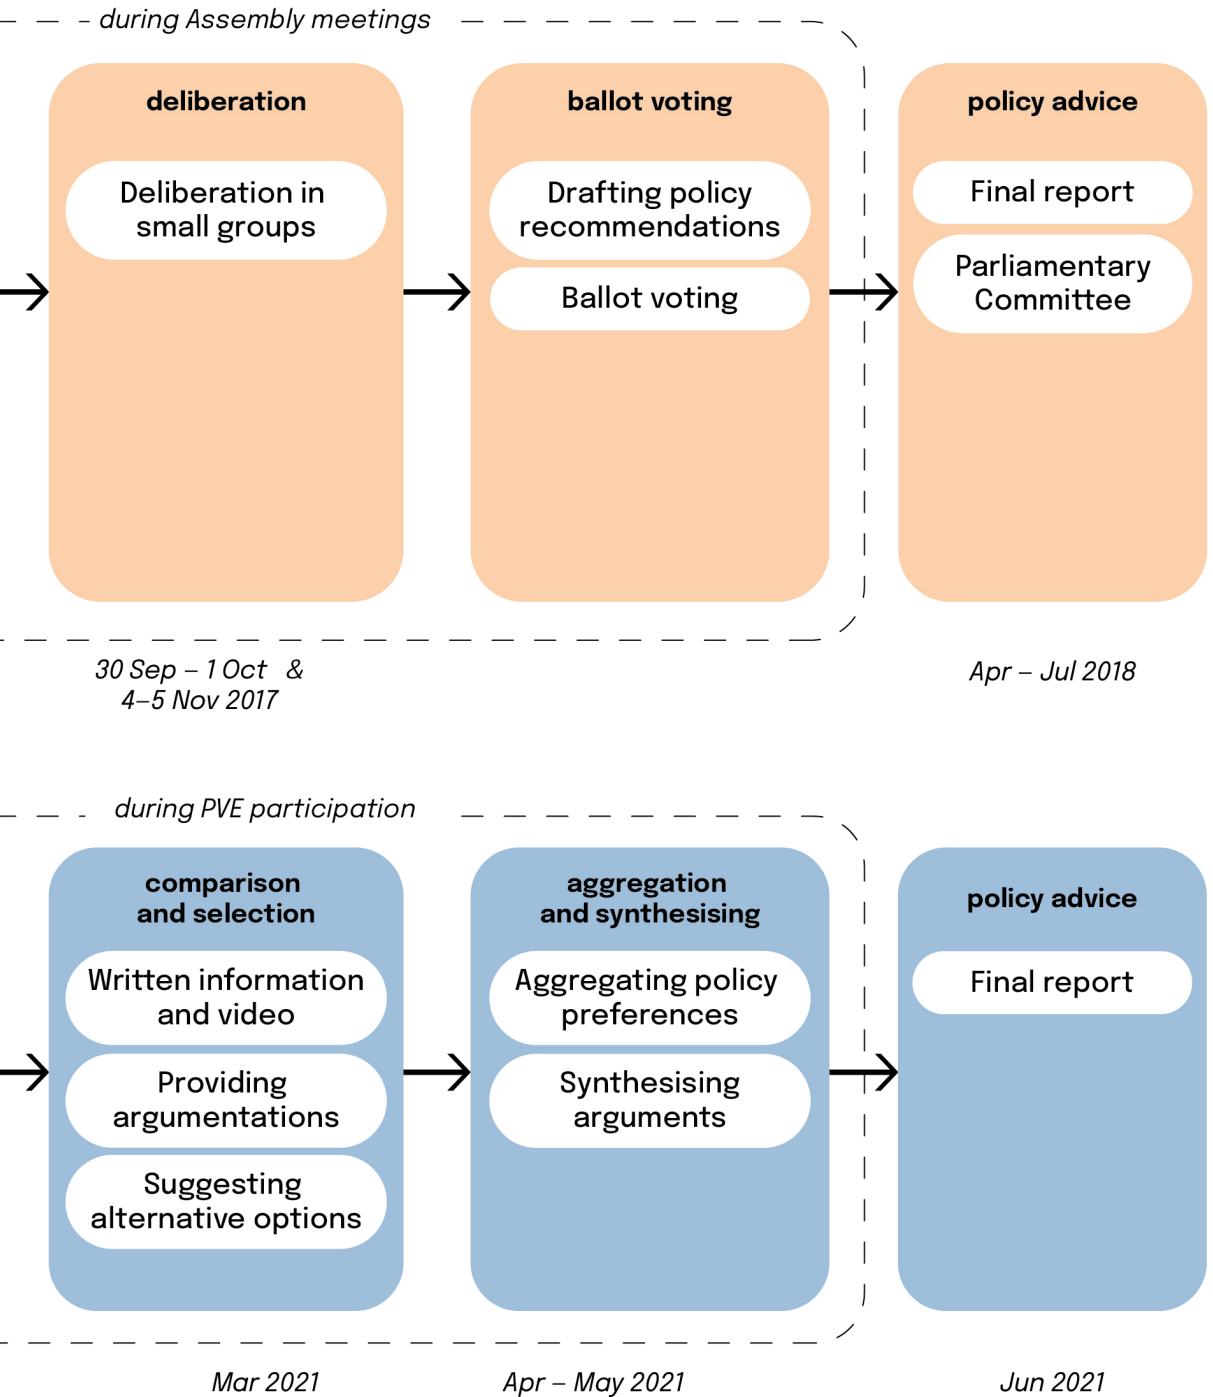 during Assembly meetings
deliberation
Deliberation in
small groups
ballot voting
Drafting policy
recommendations
Ballot voting
policy advice
Final report
Parliamentary
Committee
30 Sep – 1 Oct &
4–5 Nov 2017
Apr – Jul 2018
during PVE participation
comparison
and selection
Written information
and video
Providing
argumentations
Suggesting
alternative options
aggregation
and synthesising
Aggregating policy
preferences
Synthesising
arguments
policy advice
Final report
Mar 2021
Apr – May 2021
Jun 2021